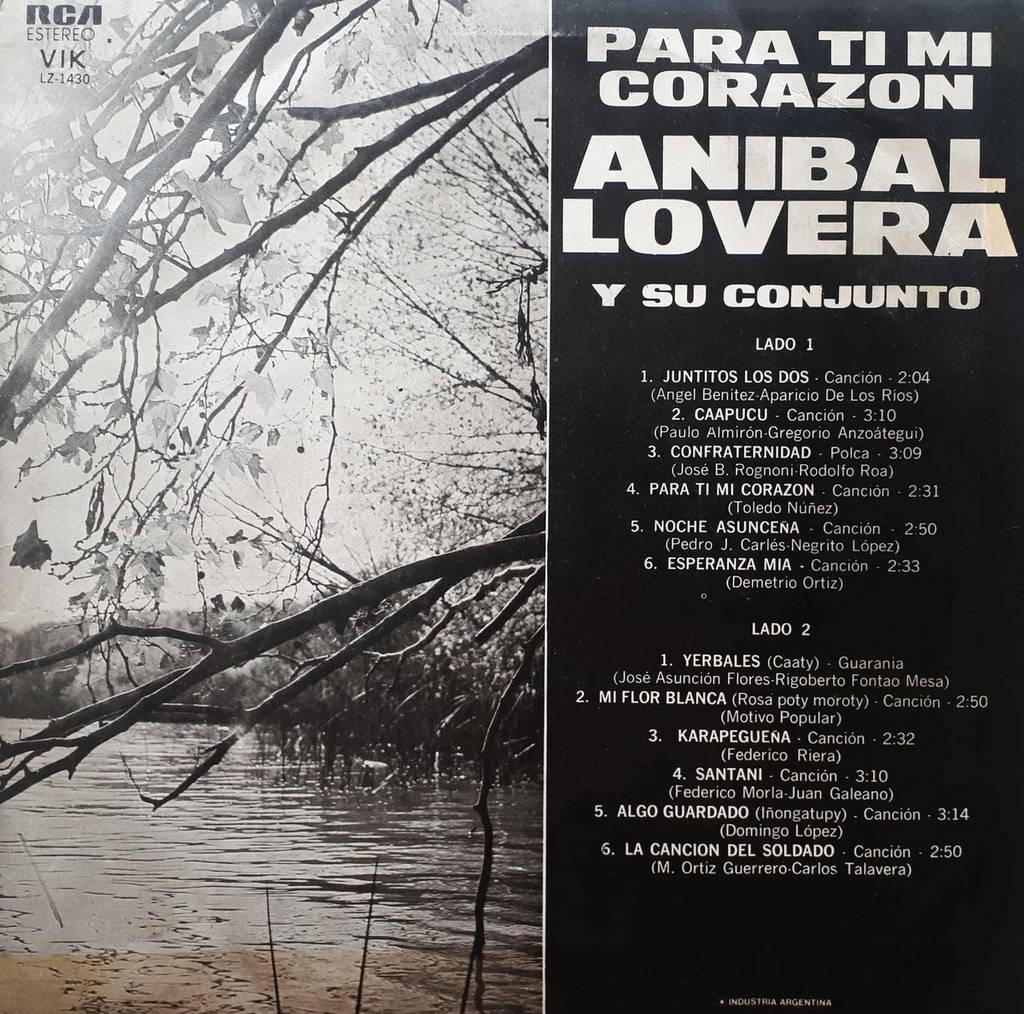 RCA
ESTEREO
VIK
LZ-1430
PARA TI MI
CORAZON
ANIBAL
LOVERA
Y SU CONJUNTO
LADO 1
1. JUNTITOS LOS DOS - Canción - 2:04
(Angel Benítez-Aparicio De Los Ríos)
2. CAAPUCU - Canción - 3:10
(Paulo Almirón-Gregorio Anzoátegui)
3. CONFRATERNIDAD - Polca - 3:09
(José B. Rognoni-Rodolfo Roa)
4. PARA TI MI CORAZON - Canción - 2:31
(Toledo Núñez)
5. NOCHE ASUNCEÑA - Canción - 2:50
(Pedro J. Carlés-Negrito López)
6. ESPERANZA MIA - Canción - 2:33
(Demetrio Ortiz)
LADO 2
1. YERBALES (Caaty) - Guarania
(José Asunción Flores-Rigoberto Fontao Mesa)
2. MI FLOR BLANCA (Rosa poty moroty) - Canción - 2:50
(Motivo Popular)
3. KARAPEGUEÑA - Canción - 2:32
(Federico Riera)
4. SANTANI - Canción - 3:10
(Federico Morla-Juan Galeano)
5. ALGO GUARDADO (Iñongatupy) - Canción - 3:14
(Domingo López)
6. LA CANCION DEL SOLDADO - Canción - 2:50
(M. Ortiz Guerrero-Carlos Talavera)
• INDUSTRIA ARGENTINA